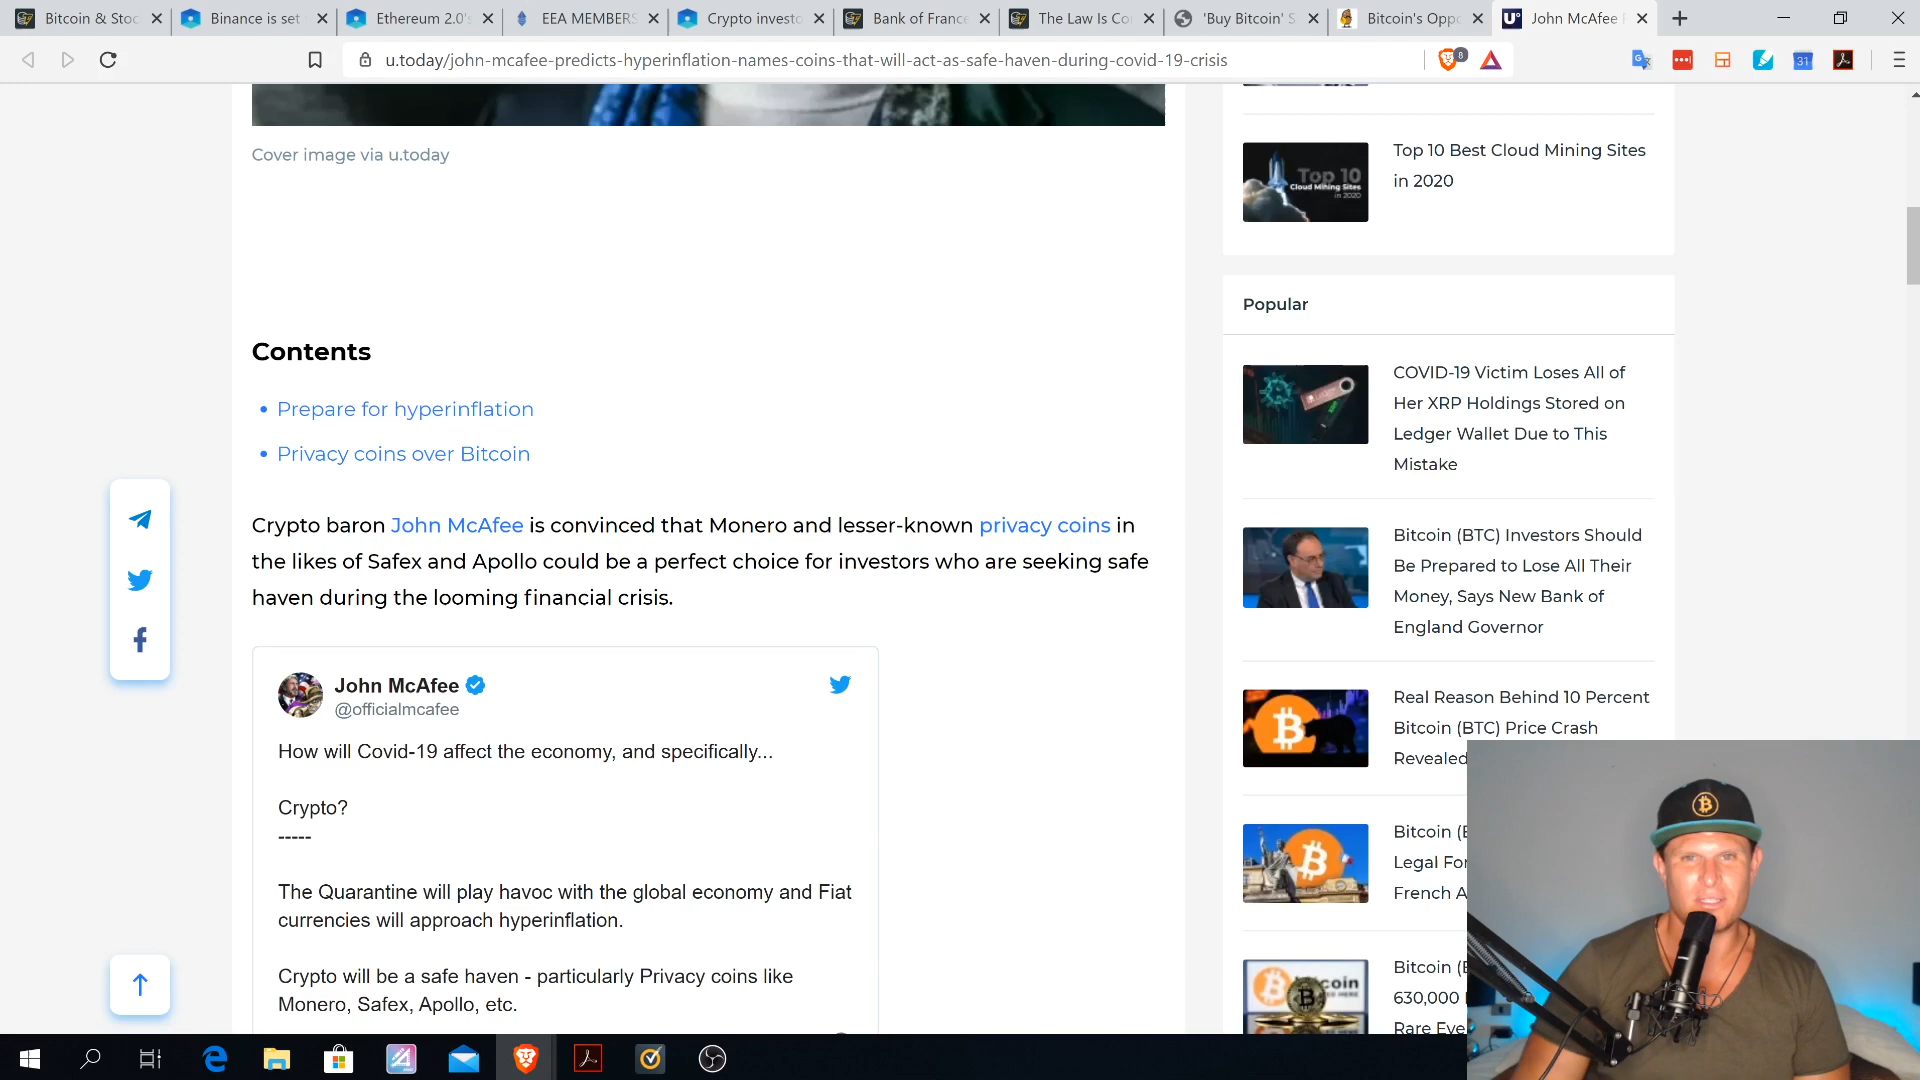 Bitcoin & Stoc
Binance is set
Ethereum 2.0's
EEA MEMBERS
Crypto investo
Bank of France
The Law Is Co
'Buy Bitcoin' S
Bitcoin's Oppo
John McAfee
u.today/john-mcafee-predicts-hyperinflation-names-coins-that-will-act-as-safe-haven-during-covid-19-crisis
8
31
Cover image via u.today
Contents
Prepare for hyperinflation
Privacy coins over Bitcoin
Crypto baron John McAfee is convinced that Monero and lesser-known privacy coins in
the likes of Safex and Apollo could be a perfect choice for investors who are seeking safe
haven during the looming financial crisis.
John McAfee
@officialmcafee
How will Covid-19 affect the economy, and specifically...
Crypto?
-----
The Quarantine will play havoc with the global economy and Fiat
currencies will approach hyperinflation.
Crypto will be a safe haven - particularly Privacy coins like
Monero, Safex, Apollo, etc.
Top 10
Cloud Mining Sites
in 2020
Top 10 Best Cloud Mining Sites
in 2020
Popular
COVID-19 Victim Loses All of
Her XRP Holdings Stored on
Ledger Wallet Due to This
Mistake
Bitcoin (BTC) Investors Should
Be Prepared to Lose All Their
Money, Says New Bank of
England Governor
Real Reason Behind 10 Percent
Bitcoin (BTC) Price Crash
Revealed
Bitcoin (B
Legal For
French A
Bitcoin (B
630,000
Rare Eve